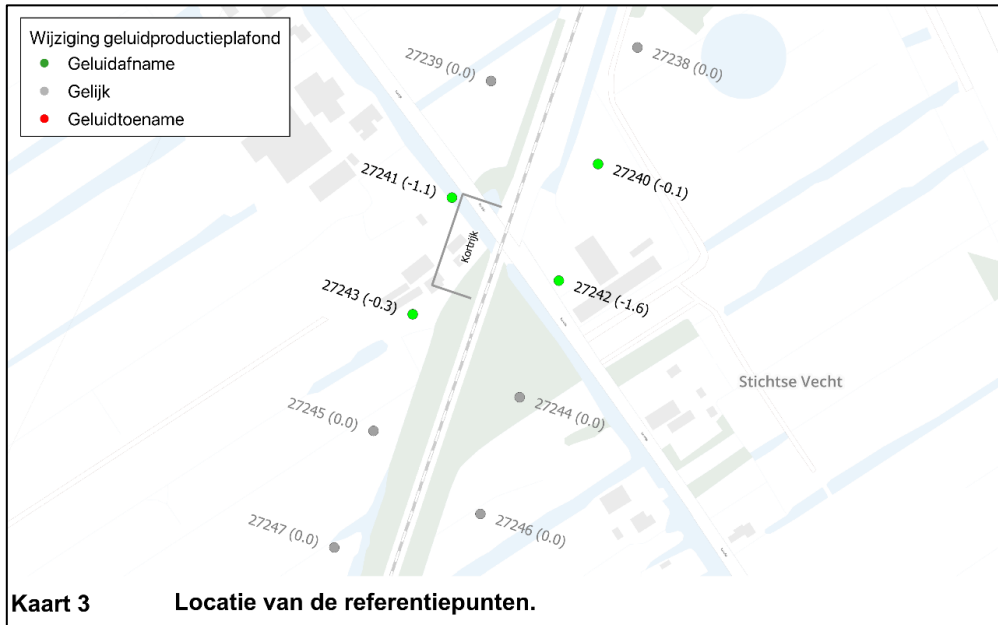 Wijziging geluidproductieplafond
Geluidafname
Gelijk
Geluidtoename
27239 (0.0)
27238 (0.0)
27241 (-1.1)
27240 (-0.1)
Kortrijk
27243 (-0.3)
27242 (-1.6)
Stichtse Vecht
27245 (0.0)
27244 (0.0)
27247 (0.0)
27246 (0.0)
Kaart 3 Locatie van de referentiepunten.